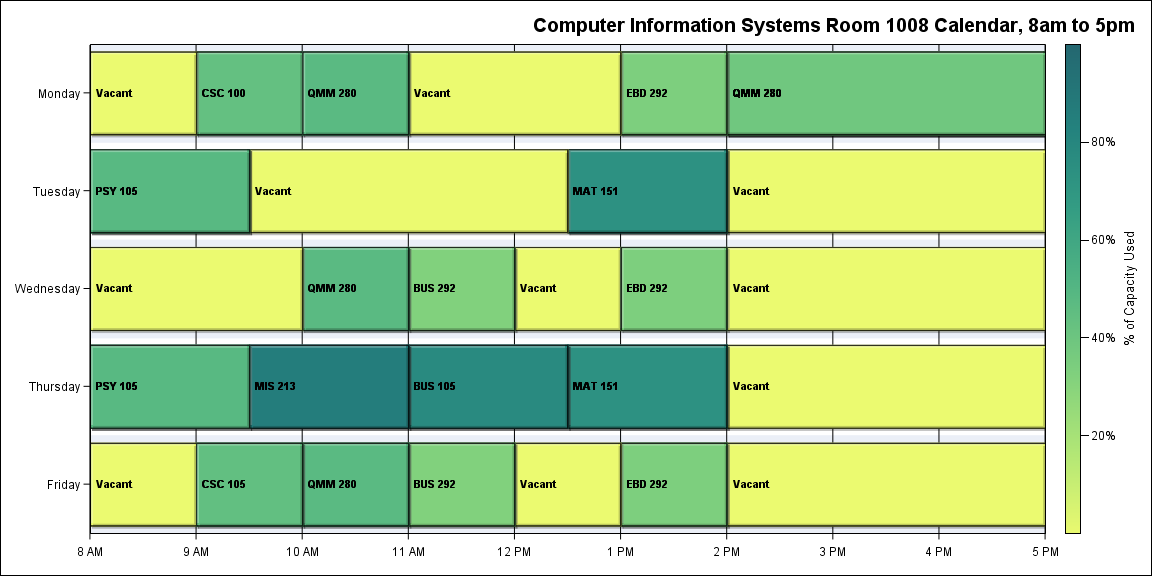 Computer Information Systems Room 1008 Calendar, 8am to 5pm
Monday
Vacant
CSC 100
QMM 280
Vacant
EBD 292
QMM 280
Tuesday
PSY 105
Vacant
MAT 151
Vacant
Wednesday
Vacant
QMM 280
BUS 292
Vacant
EBD 292
Vacant
Thursday
PSY 105
MIS 213
BUS 105
MAT 151
Vacant
Friday
Vacant
CSC 105
QMM 280
BUS 292
Vacant
EBD 292
Vacant
8 AM
9 AM
10 AM
11 AM
12 PM
1 PM
2 PM
3 PM
4 PM
5 PM
80%
60%
40%
20%
% of Capacity Used